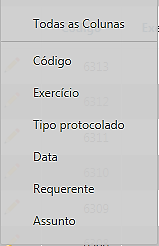 Todas as Colunas
Código
Exercício
Tipo protocolado
Data
Requerente
Assunto